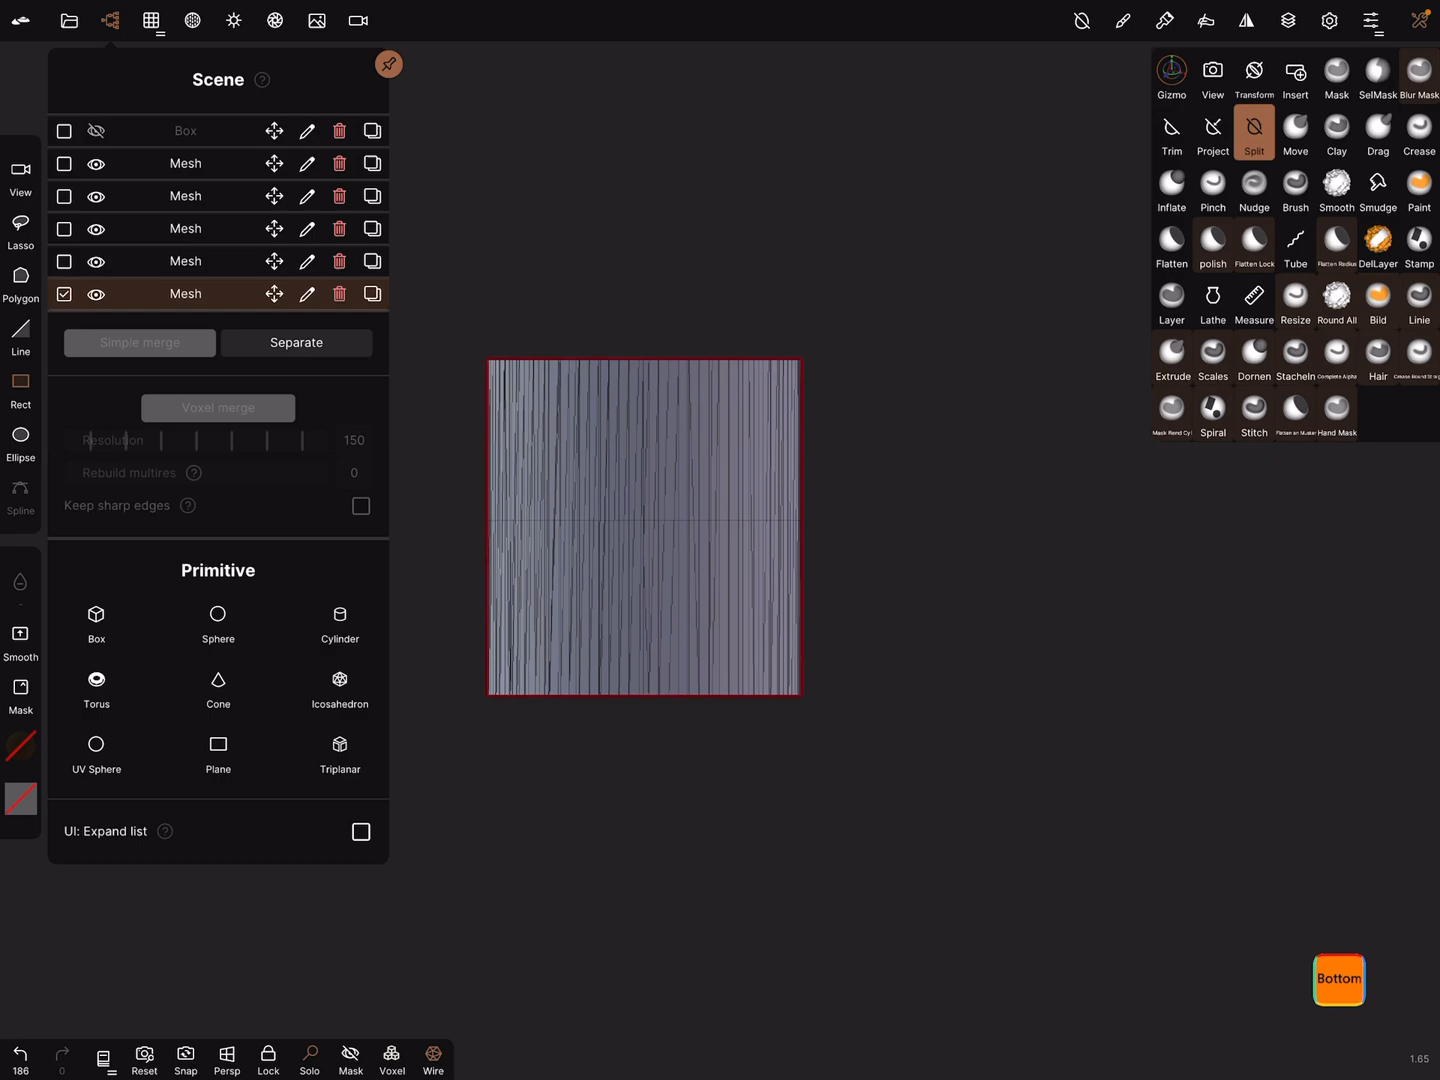 Scene
Box
Mesh
Mesh
Mesh
Mesh
Mesh
Simple merge
Separate
Voxel merge
Resolution 150
Rebuild multires 0
Keep sharp edges
Primitive
Box Sphere Cylinder
Torus Cone Icosahedron
UV Sphere Plane Triplanar
UI: Expand list
View
Lasso
Polygon
Line
Rect
Ellipse
Spline
Smooth
Mask
Gizmo View Transform Insert Mask SelMask Blur Mask
Trim Project Split Move Clay Drag Crease
Inflate Pinch Nudge Brush Smooth Smudge Paint
Flatten polish Flatten Lock Tube Flatten Radius DelLayer Stamp
Layer Lathe Measure Resize Round All Bild Linie
Extrude Scales Dornen Stacheln Complete Alpha Hair
Spiral Stitch Hand Mask
Bottom
186 0 Reset Snap Persp Lock Solo Mask Voxel Wire
1.65